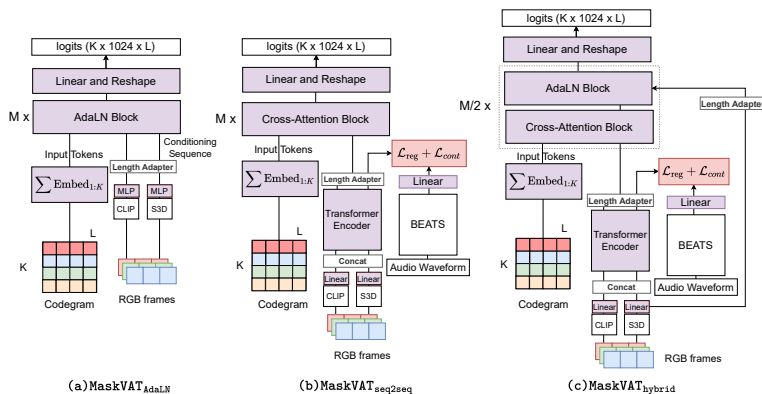 logits (K x 1024 x L)
Linear and Reshape
M x
AdaLN Block
Input Tokens
Conditioning Sequence
Length Adapter
∑ Embed1:K
MLP
MLP
CLIP
S3D
L
K
Codegram
RGB frames
(a) MaskVATAdaLN
logits (K x 1024 x L)
Linear and Reshape
M x
Cross-Attention Block
Input Tokens
Length Adapter
Lreg + Lcont
∑ Embed1:K
Linear
Transformer Encoder
BEATS
L
K
Concat
Audio Waveform
Linear
Linear
CLIP
S3D
Codegram
RGB frames
(b) MaskVATseq2seq
logits (K x 1024 x L)
Linear and Reshape
M/2 x
AdaLN Block
Length Adapter
Cross-Attention Block
Input Tokens
Length Adapter
Lreg + Lcont
∑ Embed1:K
Linear
Transformer Encoder
BEATS
L
K
Concat
Audio Waveform
Linear
Linear
CLIP
S3D
Codegram
RGB frames
(c) MaskVAThybrid